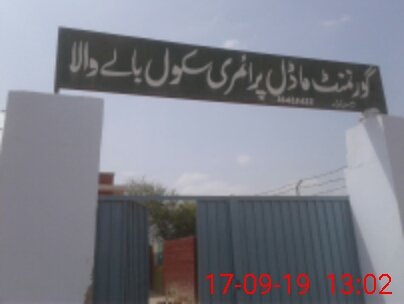 گورنمنٹ ماڈل پرائمری سکول بالے والا
17-09-19 13:02